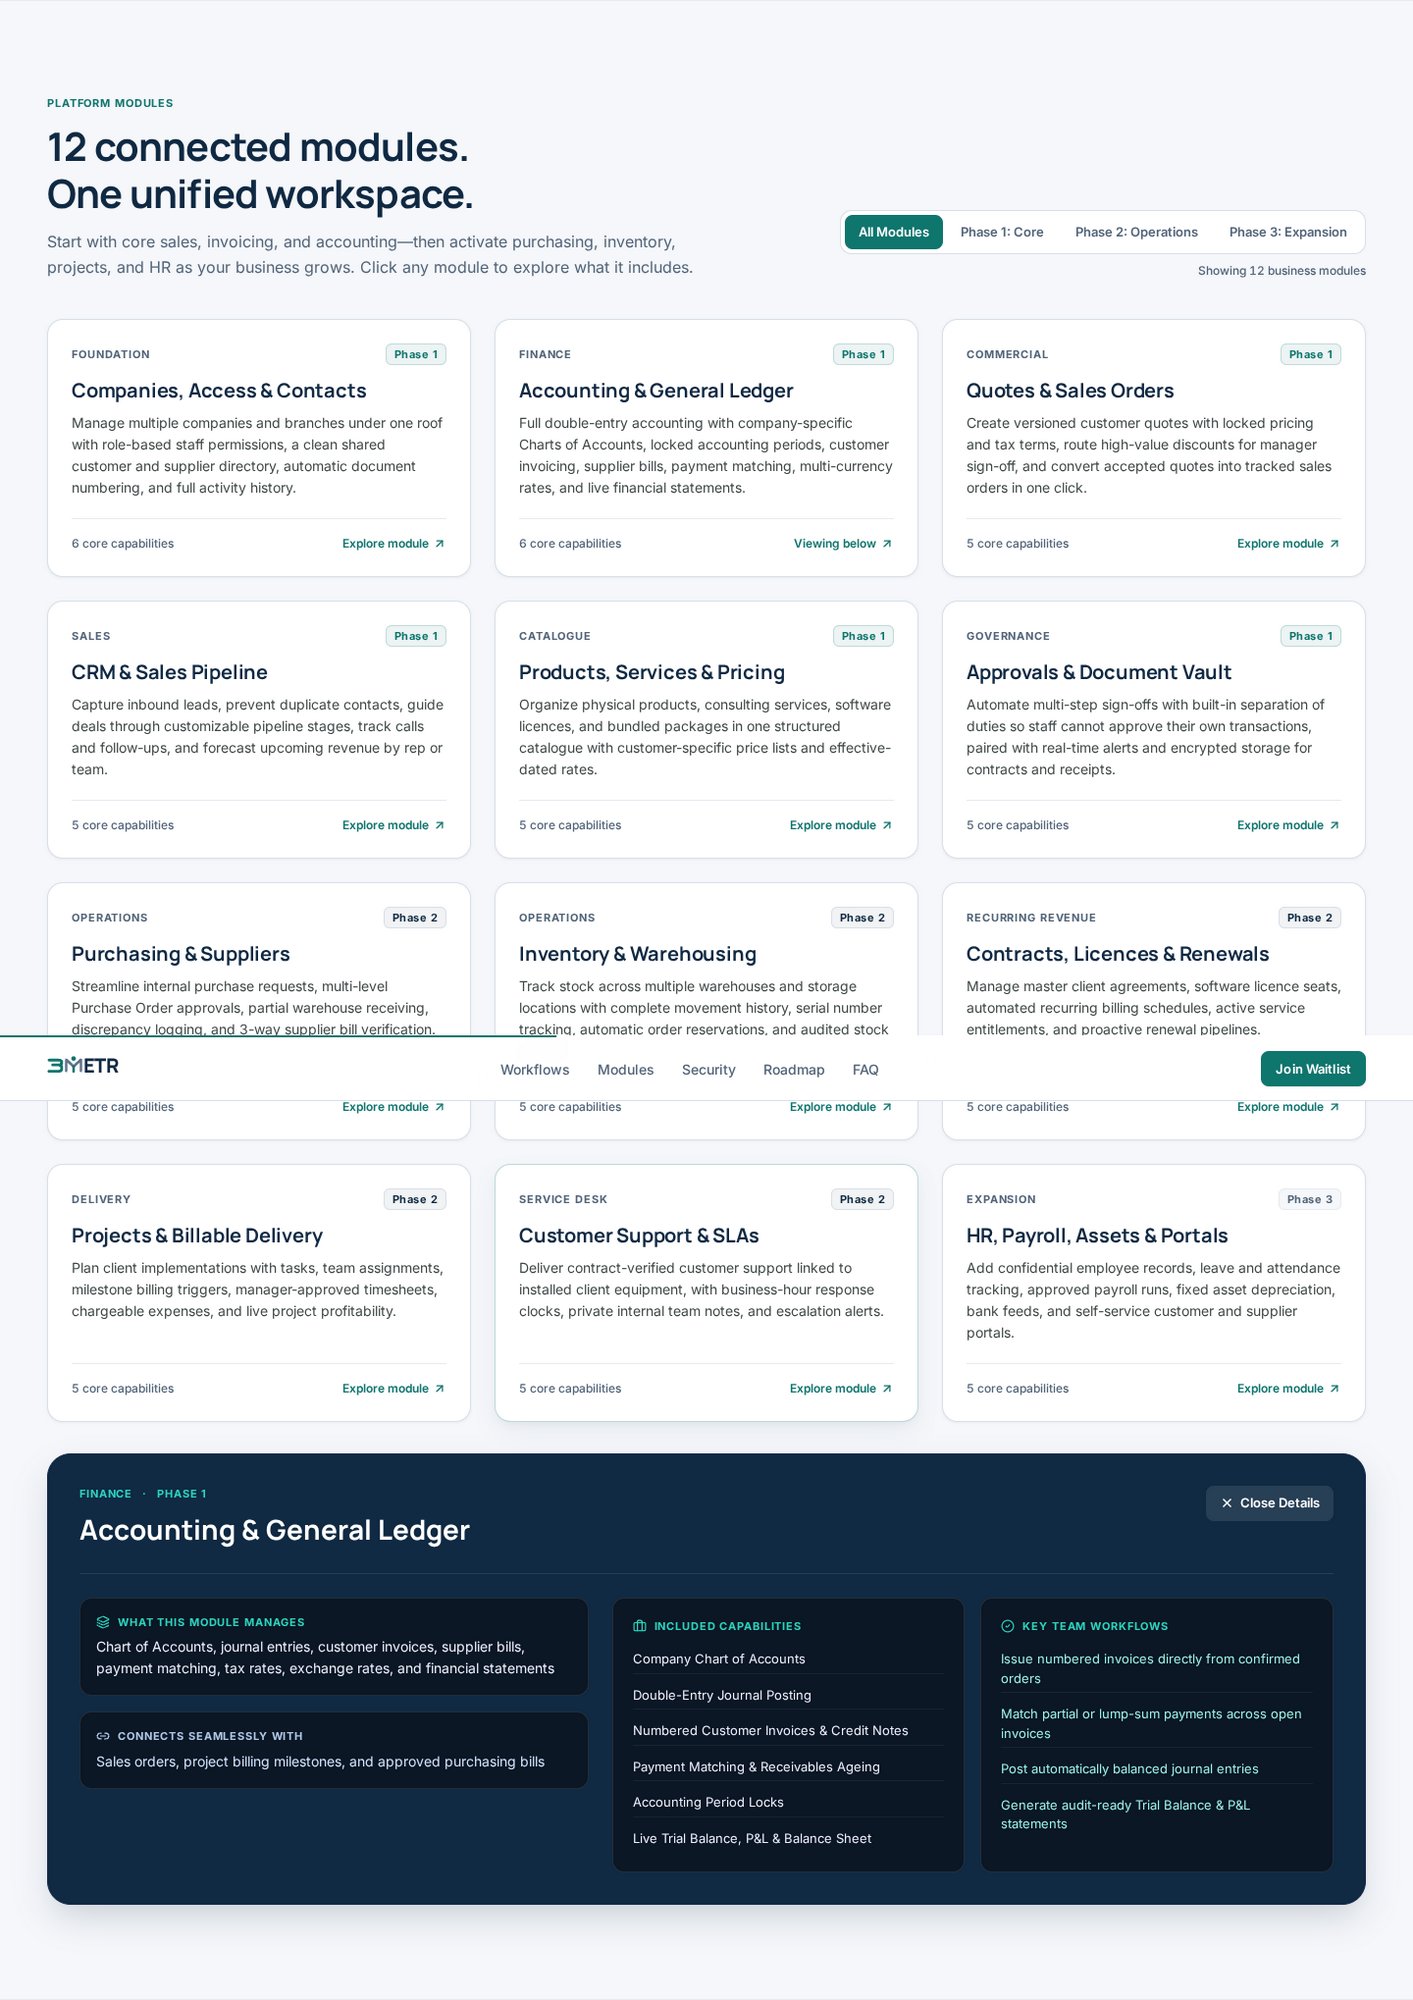 PLATFORM MODULES
12 connected modules.
One unified workspace.
Start with core sales, invoicing, and accounting—then activate purchasing, inventory,
projects, and HR as your business grows. Click any module to explore what it includes.
All Modules
Phase 1: Core
Phase 2: Operations
Phase 3: Expansion
Showing 12 business modules
FOUNDATION
Phase 1
Companies, Access & Contacts
Manage multiple companies and branches under one roof
with role-based staff permissions, a clean shared
customer and supplier directory, automatic document
numbering, and full activity history.
6 core capabilities
Explore module
FINANCE
Phase 1
Accounting & General Ledger
Full double-entry accounting with company-specific
Charts of Accounts, locked accounting periods, customer
invoicing, supplier bills, payment matching, multi-currency
rates, and live financial statements.
6 core capabilities
Viewing below
COMMERCIAL
Phase 1
Quotes & Sales Orders
Create versioned customer quotes with locked pricing
and tax terms, route high-value discounts for manager
sign-off, and convert accepted quotes into tracked sales
orders in one click.
5 core capabilities
Explore module
SALES
Phase 1
CRM & Sales Pipeline
Capture inbound leads, prevent duplicate contacts, guide
deals through customizable pipeline stages, track calls
and follow-ups, and forecast upcoming revenue by rep or
team.
5 core capabilities
Explore module
CATALOGUE
Phase 1
Products, Services & Pricing
Organize physical products, consulting services, software
licences, and bundled packages in one structured
catalogue with customer-specific price lists and effective-
dated rates.
5 core capabilities
Explore module
GOVERNANCE
Phase 1
Approvals & Document Vault
Automate multi-step sign-offs with built-in separation of
duties so staff cannot approve their own transactions,
paired with real-time alerts and encrypted storage for
contracts and receipts.
5 core capabilities
Explore module
OPERATIONS
Phase 2
Purchasing & Suppliers
Streamline internal purchase requests, multi-level
Purchase Order approvals, partial warehouse receiving,
discrepancy logging, and 3-way supplier bill verification.
OPERATIONS
Phase 2
Inventory & Warehousing
Track stock across multiple warehouses and storage
locations with complete movement history, serial number
tracking, automatic order reservations, and audited stock
RECURRING REVENUE
Phase 2
Contracts, Licences & Renewals
Manage master client agreements, software licence seats,
automated recurring billing schedules, active service
entitlements, and proactive renewal pipelines.
3METR
Workflows
Modules
Security
Roadmap
FAQ
Join Waitlist
5 core capabilities
Explore module
5 core capabilities
Explore module
5 core capabilities
Explore module
DELIVERY
Phase 2
Projects & Billable Delivery
Plan client implementations with tasks, team assignments,
milestone billing triggers, manager-approved timesheets,
chargeable expenses, and live project profitability.
5 core capabilities
Explore module
SERVICE DESK
Phase 2
Customer Support & SLAs
Deliver contract-verified customer support linked to
installed client equipment, with business-hour response
clocks, private internal team notes, and escalation alerts.
5 core capabilities
Explore module
EXPANSION
Phase 3
HR, Payroll, Assets & Portals
Add confidential employee records, leave and attendance
tracking, approved payroll runs, fixed asset depreciation,
bank feeds, and self-service customer and supplier
portals.
5 core capabilities
Explore module
FINANCE · PHASE 1
Accounting & General Ledger
Close Details
WHAT THIS MODULE MANAGES
Chart of Accounts, journal entries, customer invoices, supplier bills,
payment matching, tax rates, exchange rates, and financial statements
CONNECTS SEAMLESSLY WITH
Sales orders, project billing milestones, and approved purchasing bills
INCLUDED CAPABILITIES
Company Chart of Accounts
Double-Entry Journal Posting
Numbered Customer Invoices & Credit Notes
Payment Matching & Receivables Ageing
Accounting Period Locks
Live Trial Balance, P&L & Balance Sheet
KEY TEAM WORKFLOWS
Issue numbered invoices directly from confirmed
orders
Match partial or lump-sum payments across open
invoices
Post automatically balanced journal entries
Generate audit-ready Trial Balance & P&L
statements